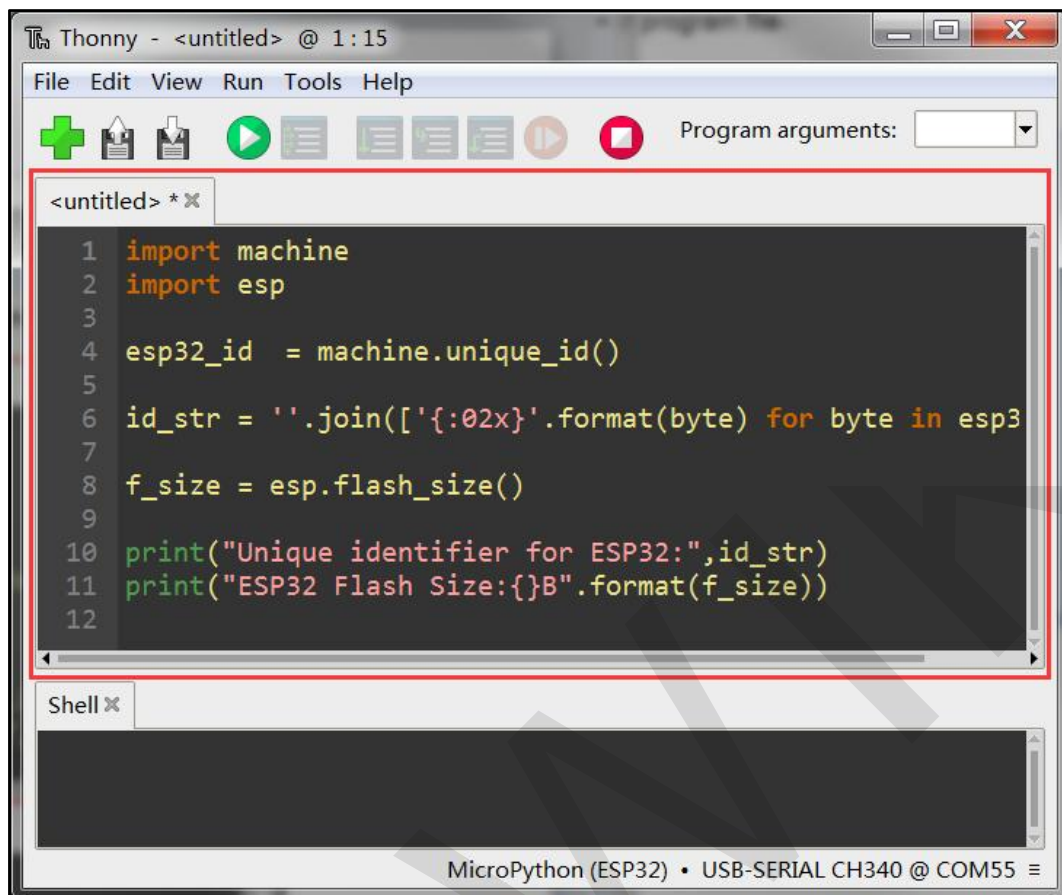 Thonny - <untitled> @ 1:15
File Edit View Run Tools Help
Program arguments:
<untitled> *
1 import machine
2 import esp
3
4 esp32_id  = machine.unique_id()
5
6 id_str = ''.join(['{:02x}'.format(byte) for byte in esp3
7
8 f_size = esp.flash_size()
9
10 print("Unique identifier for ESP32:",id_str)
11 print("ESP32 Flash Size:{}B".format(f_size))
12
Shell
MicroPython (ESP32) • USB-SERIAL CH340 @ COM55 ≡